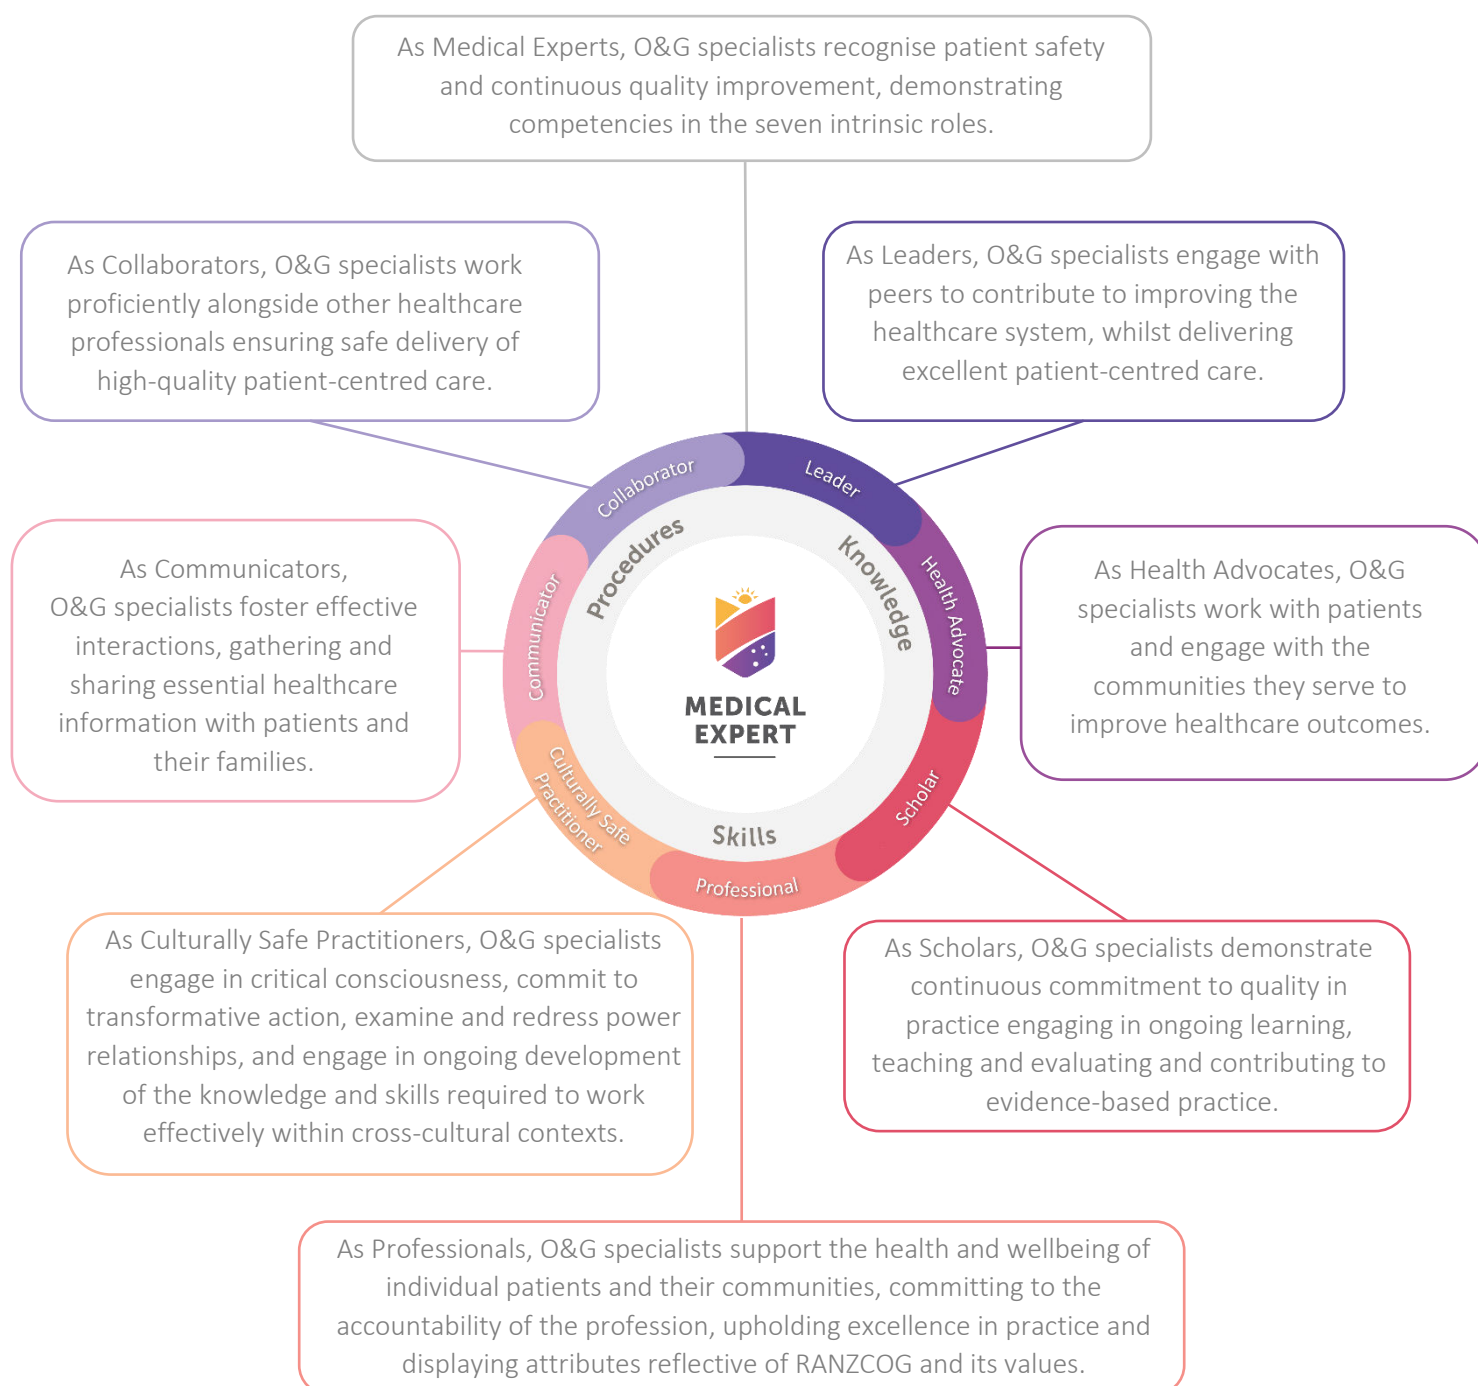 As Medical Experts, O&G specialists recognise patient safety
and continuous quality improvement, demonstrating
competencies in the seven intrinsic roles.
As Collaborators, O&G specialists work
proficiently alongside other healthcare
professionals ensuring safe delivery of
high-quality patient-centred care.
As Leaders, O&G specialists engage with
peers to contribute to improving the
healthcare system, whilst delivering
excellent patient-centred care.
Collaborator
Leader
Procedures
Knowledge
Communicator
Health Advocate
As Communicators,
O&G specialists foster effective
interactions, gathering and
sharing essential healthcare
information with patients and
their families.
MEDICAL
EXPERT
As Health Advocates, O&G
specialists work with patients
and engage with the
communities they serve to
improve healthcare outcomes.
Culturally Safe
Practitioner
Skills
Scholar
Professional
As Culturally Safe Practitioners, O&G specialists
engage in critical consciousness, commit to
transformative action, examine and redress power
relationships, and engage in ongoing development
of the knowledge and skills required to work
effectively within cross-cultural contexts.
As Scholars, O&G specialists demonstrate
continuous commitment to quality in
practice engaging in ongoing learning,
teaching and evaluating and contributing to
evidence-based practice.
As Professionals, O&G specialists support the health and wellbeing of
individual patients and their communities, committing to the
accountability of the profession, upholding excellence in practice and
displaying attributes reflective of RANZCOG and its values.